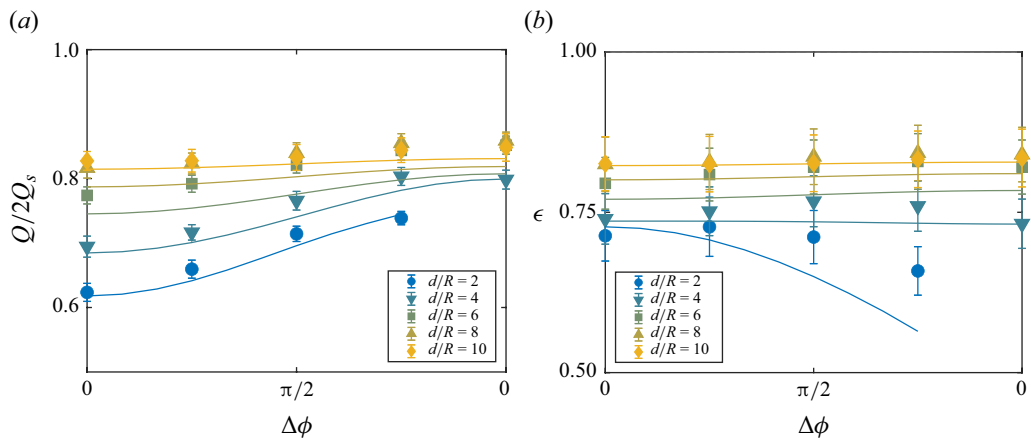 (a)
(b)
1.0
0.8
0.6
Q/2Q_s
0 π/2 0
Δϕ
d/R = 2
d/R = 4
d/R = 6
d/R = 8
d/R = 10
1.00
0.75
0.50
ϵ
0 π/2 0
Δϕ
d/R = 2
d/R = 4
d/R = 6
d/R = 8
d/R = 10